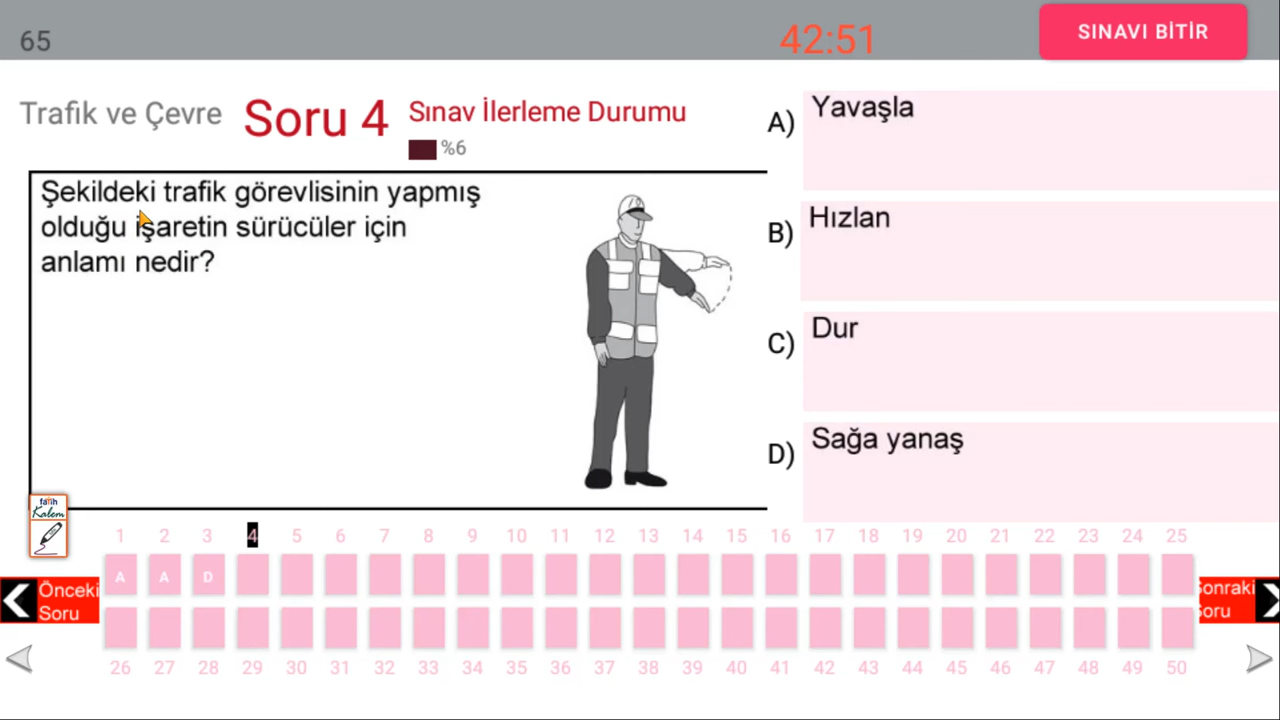 65
42:51
SINAVI BİTİR
Trafik ve Çevre
Soru 4
Sınav İlerleme Durumu
%6
Şekildeki trafik görevlisinin yapmış
olduğu işaretin sürücüler için
anlamı nedir?
A) Yavaşla
B) Hızlan
C) Dur
D) Sağa yanaş
fatih
Kalem
1 2 3 4 5 6 7 8 9 10 11 12 13 14 15 16 17 18 19 20 21 22 23 24 25
A A D
Önceki
Soru
Sonraki
Soru
26 27 28 29 30 31 32 33 34 35 36 37 38 39 40 41 42 43 44 45 46 47 48 49 50